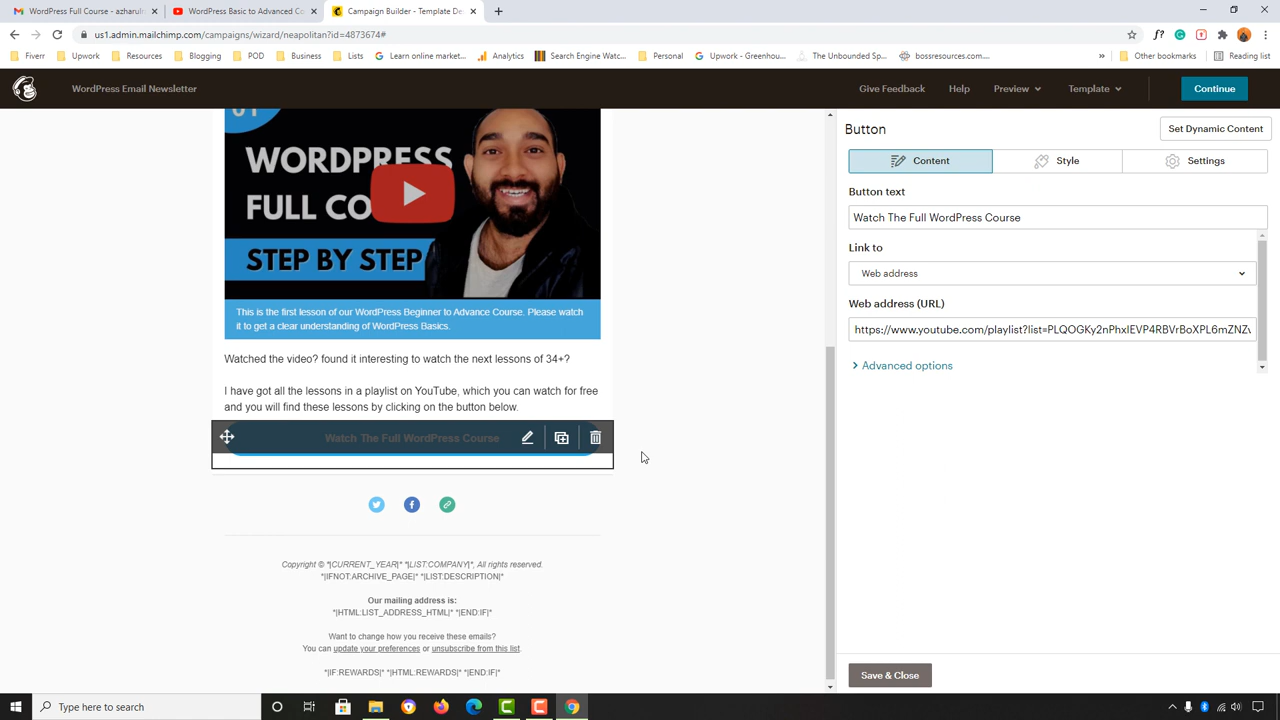 WordPress Full Course - azharuln
WordPress Basic to Advance Cour
Campaign Builder - Template De
us1.admin.mailchimp.com/campaigns/wizard/neapolitan?id=4873674#
Fiverr
Upwork
Resources
Blogging
POD
Business
Lists
Learn online market...
Analytics
Search Engine Watc...
Personal
Upwork - Greenhou...
The Unbounded Sp...
bossresources.com...
»
Other bookmarks
Reading list
WordPress Email Newsletter
Give Feedback
Help
Preview
Template
Continue
01
WORDPRESS
FULL CO
STEP BY STEP
This is the first lesson of our WordPress Beginner to Advance Course. Please watch
it to get a clear understanding of WordPress Basics.
Watched the video? found it interesting to watch the next lessons of 34+?
I have got all the lessons in a playlist on YouTube, which you can watch for free
and you will find these lessons by clicking on the button below.
Watch The Full WordPress Course
Copyright © *|CURRENT_YEAR|* *|LIST:COMPANY|*, All rights reserved.
*|IFNOT:ARCHIVE_PAGE|* *|LIST:DESCRIPTION|*
Our mailing address is:
*|HTML:LIST_ADDRESS_HTML|* *|END:IF|*
Want to change how you receive these emails?
You can update your preferences or unsubscribe from this list.
*|IF:REWARDS|* *|HTML:REWARDS|* *|END:IF|*
Button
Set Dynamic Content
Content
Style
Settings
Button text
Watch The Full WordPress Course
Link to
Web address
Web address (URL)
https://www.youtube.com/playlist?list=PLQOGKy2nPhxIEVP4RBVrBoXPL6mZNZ
Advanced options
Save & Close
Type here to search